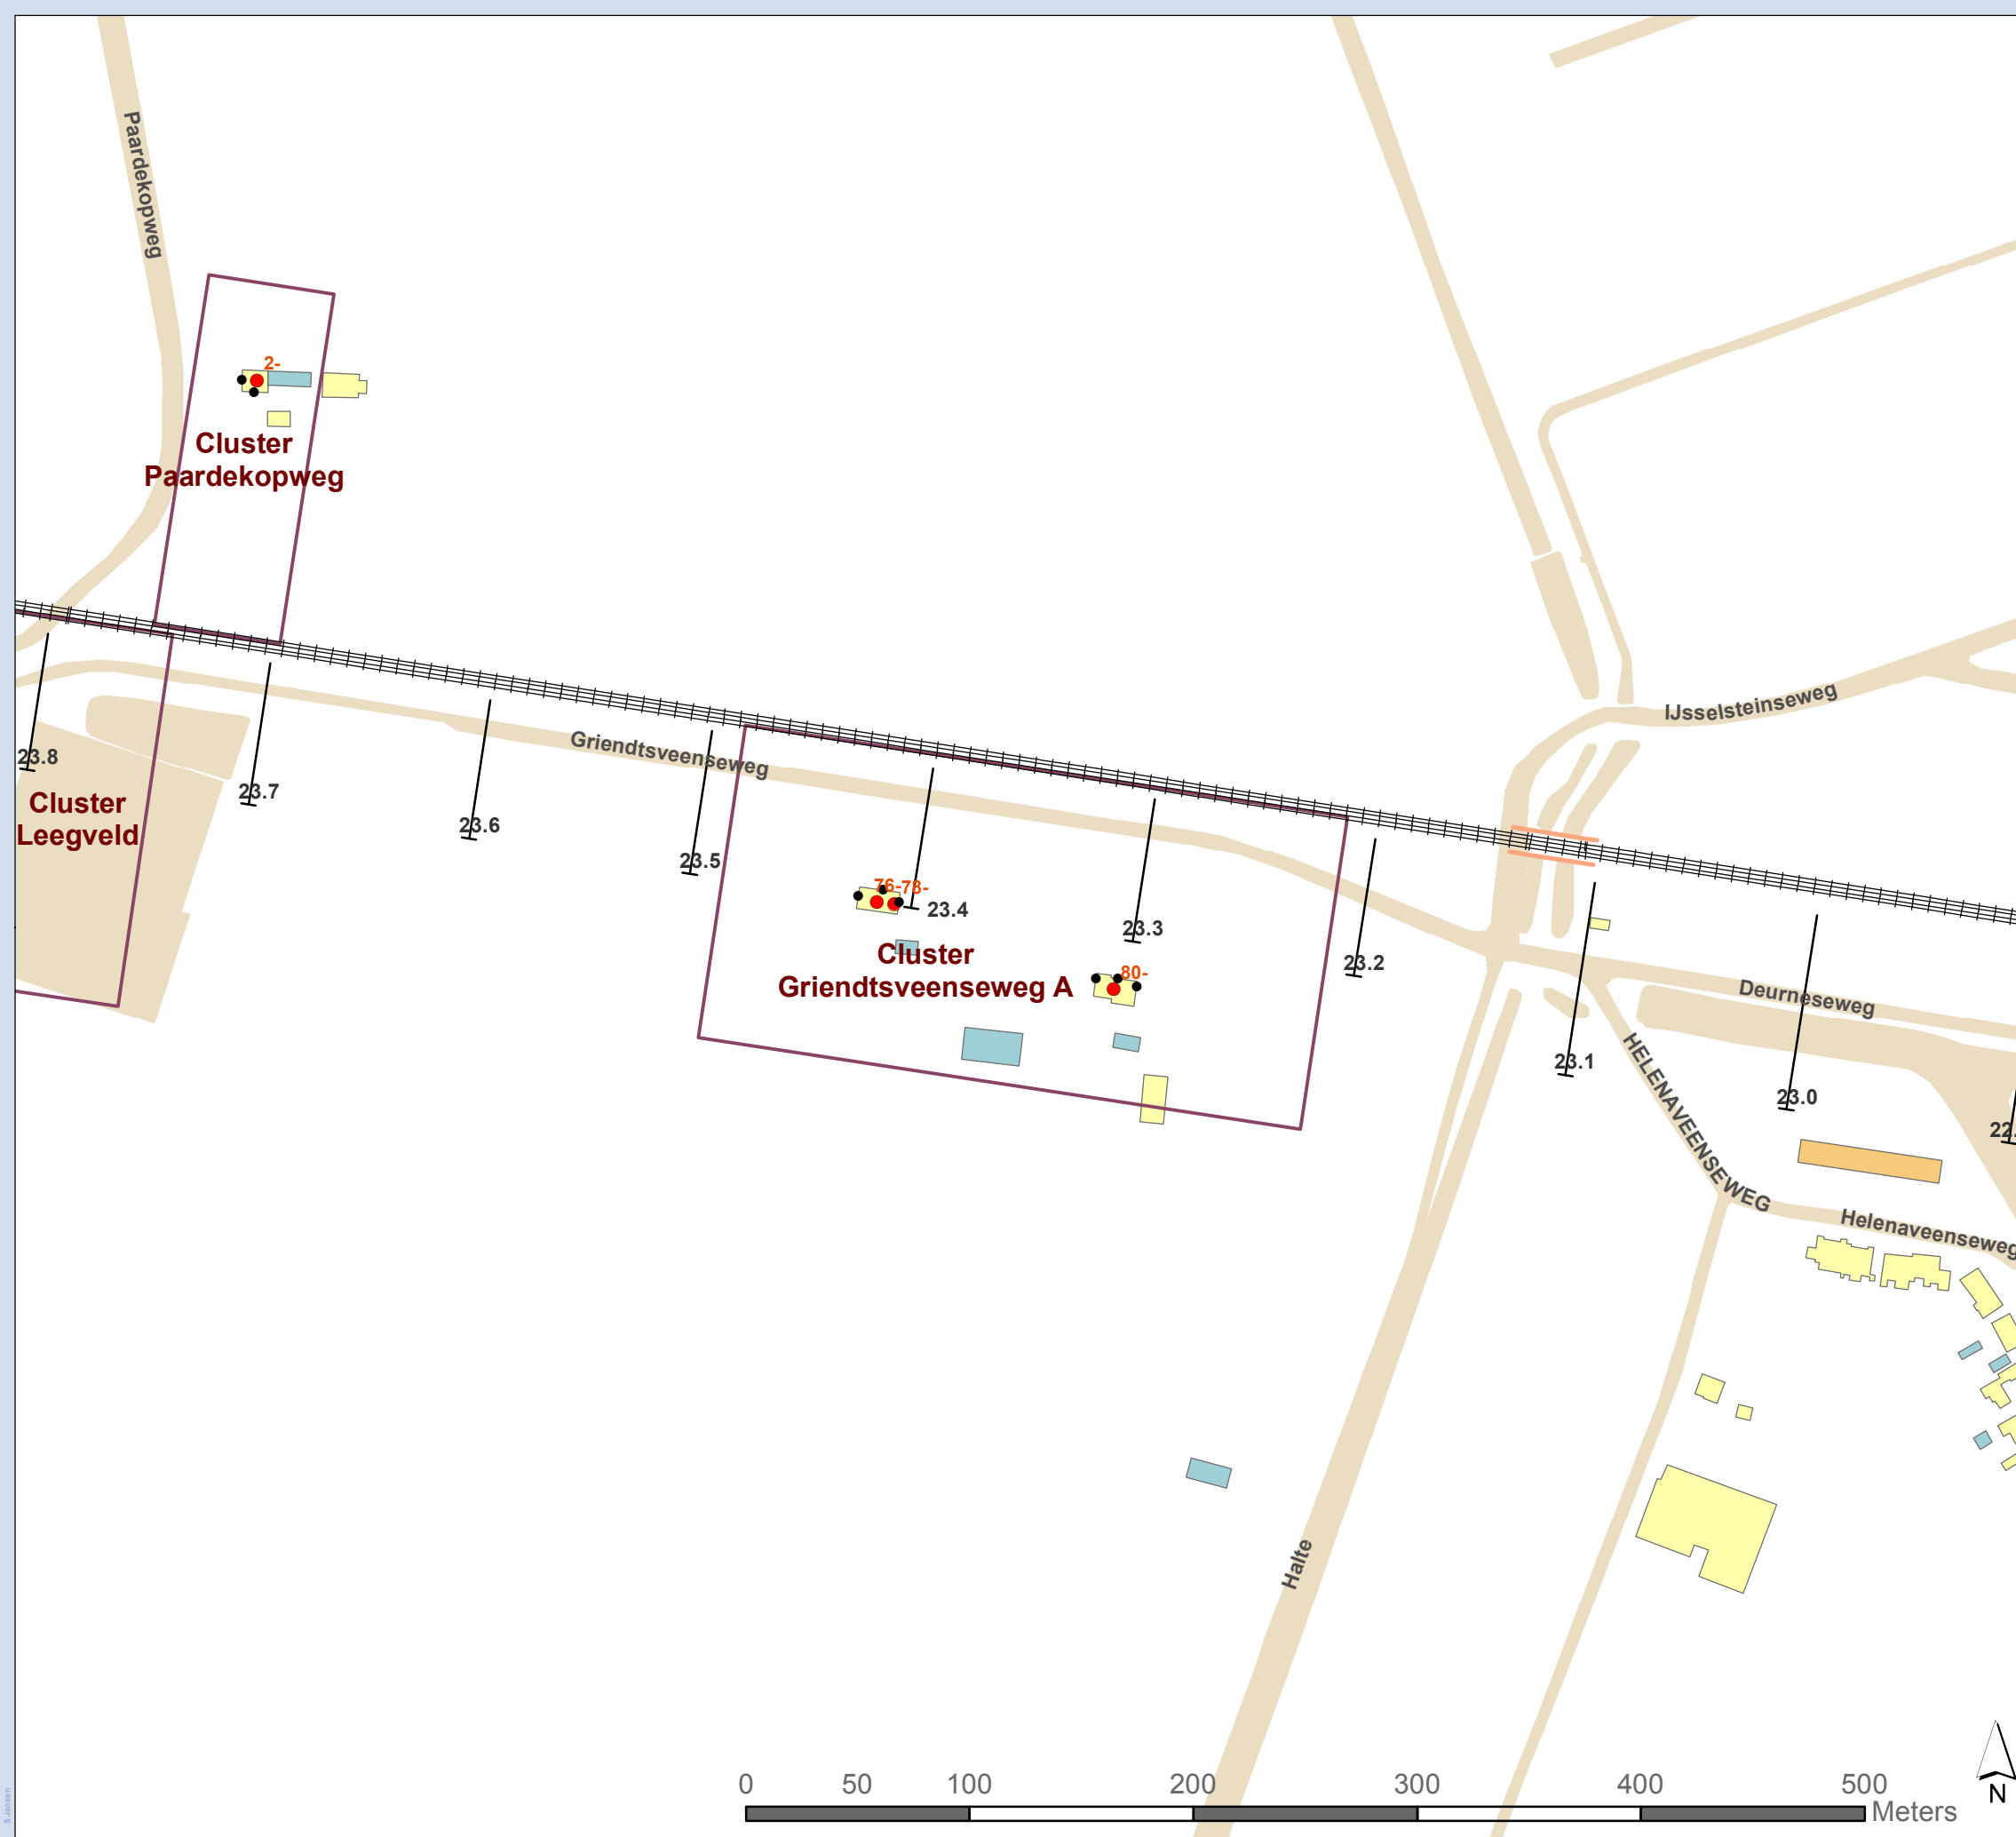 Paardekopweg
2-
Cluster
Paardekopweg
IJsselsteinseweg
Griendtsveenseweg
23.8
23.7
23.6
23.5
23.4
23.3
23.2
23.1
23.0
22.
Cluster
Leegveld
76-78-
Cluster
Griendtsveenseweg A
80-
Deurneseweg
HELENAVEENSEWEG
Helenaveenseweg
Halte
0 50 100 200 300 400 500
Meters
N
S Jansen